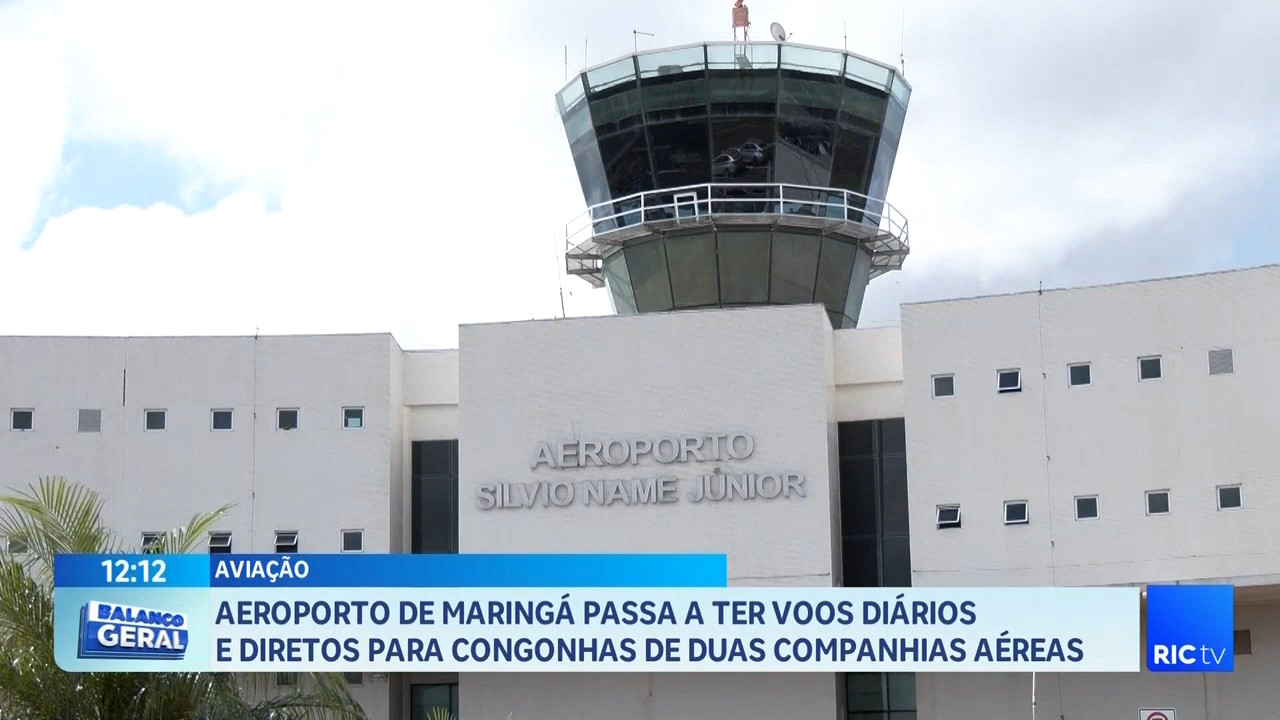 AEROPORTO
SILVIO NAME JÚNIOR
12:12
AVIAÇÃO
BALANÇO
GERAL
AEROPORTO DE MARINGÁ PASSA A TER VOOS DIÁRIOS
E DIRETOS PARA CONGONHAS DE DUAS COMPANHIAS AÉREAS
RIC tv